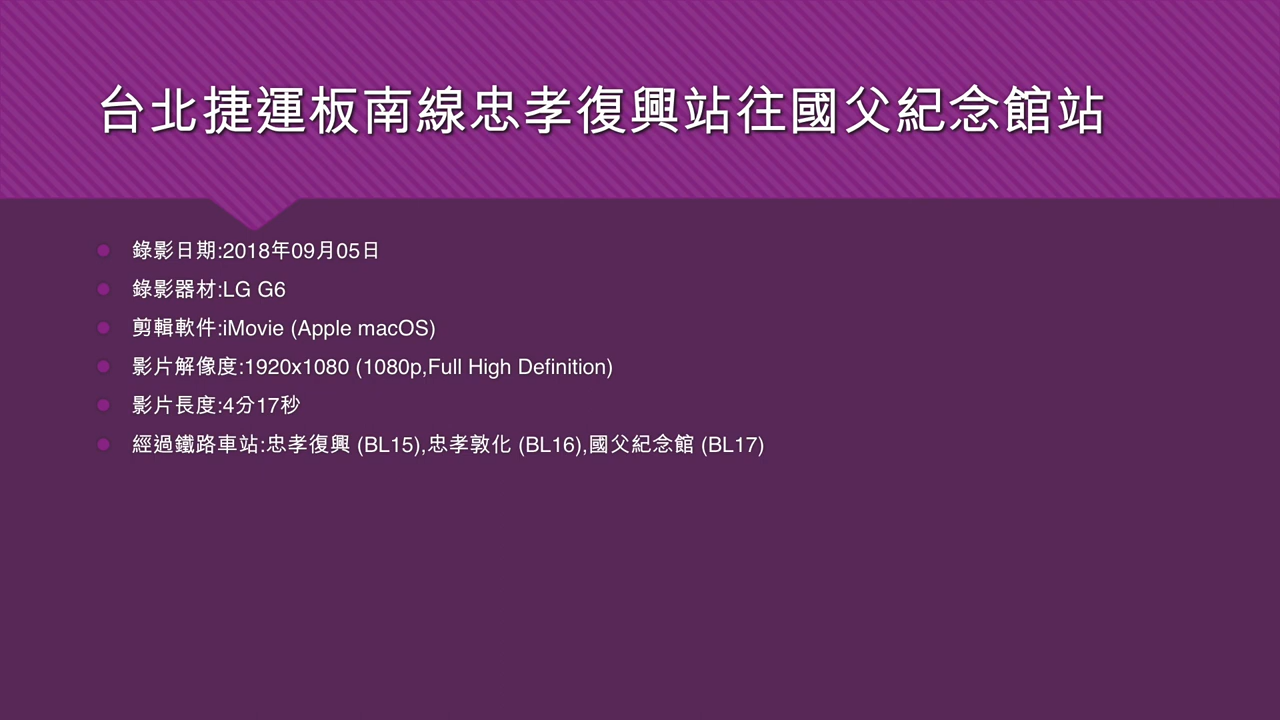 台北捷運板南線忠孝復興站往國父紀念館站
錄影日期:2018年09月05日
錄影器材:LG G6
剪輯軟件:iMovie (Apple macOS)
影片解像度:1920x1080 (1080p,Full High Definition)
影片長度:4分17秒
經過鐵路車站:忠孝復興 (BL15),忠孝敦化 (BL16),國父紀念館 (BL17)